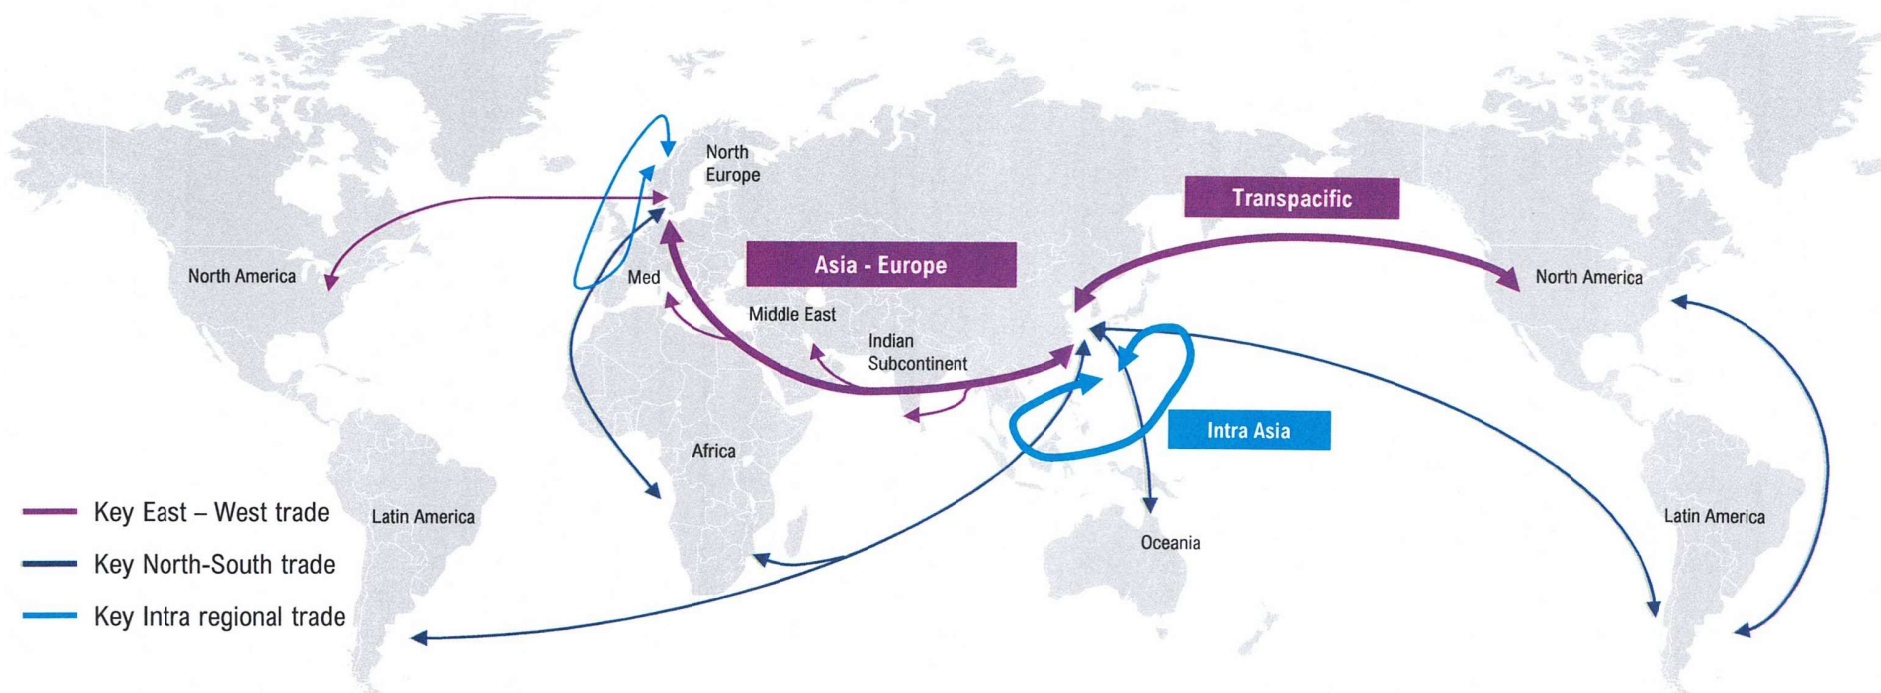 North
Europe
Transpacific
Asia - Europe
North America
Med
North America
Middle East
Indian
Subcontinent
Intra Asia
Africa
Latin America
Latin America
Oceania
Key East – West trade
Key North-South trade
Key Intra regional trade